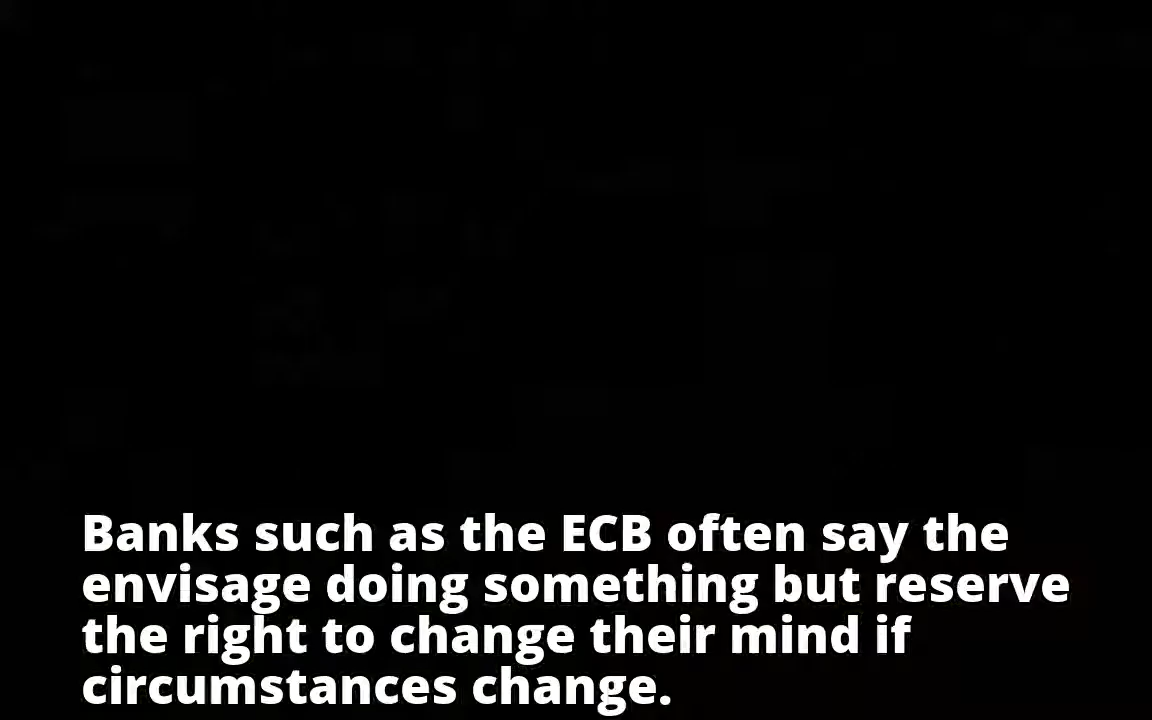 Banks such as the ECB often say the
envisage doing something but reserve
the right to change their mind if
circumstances change.